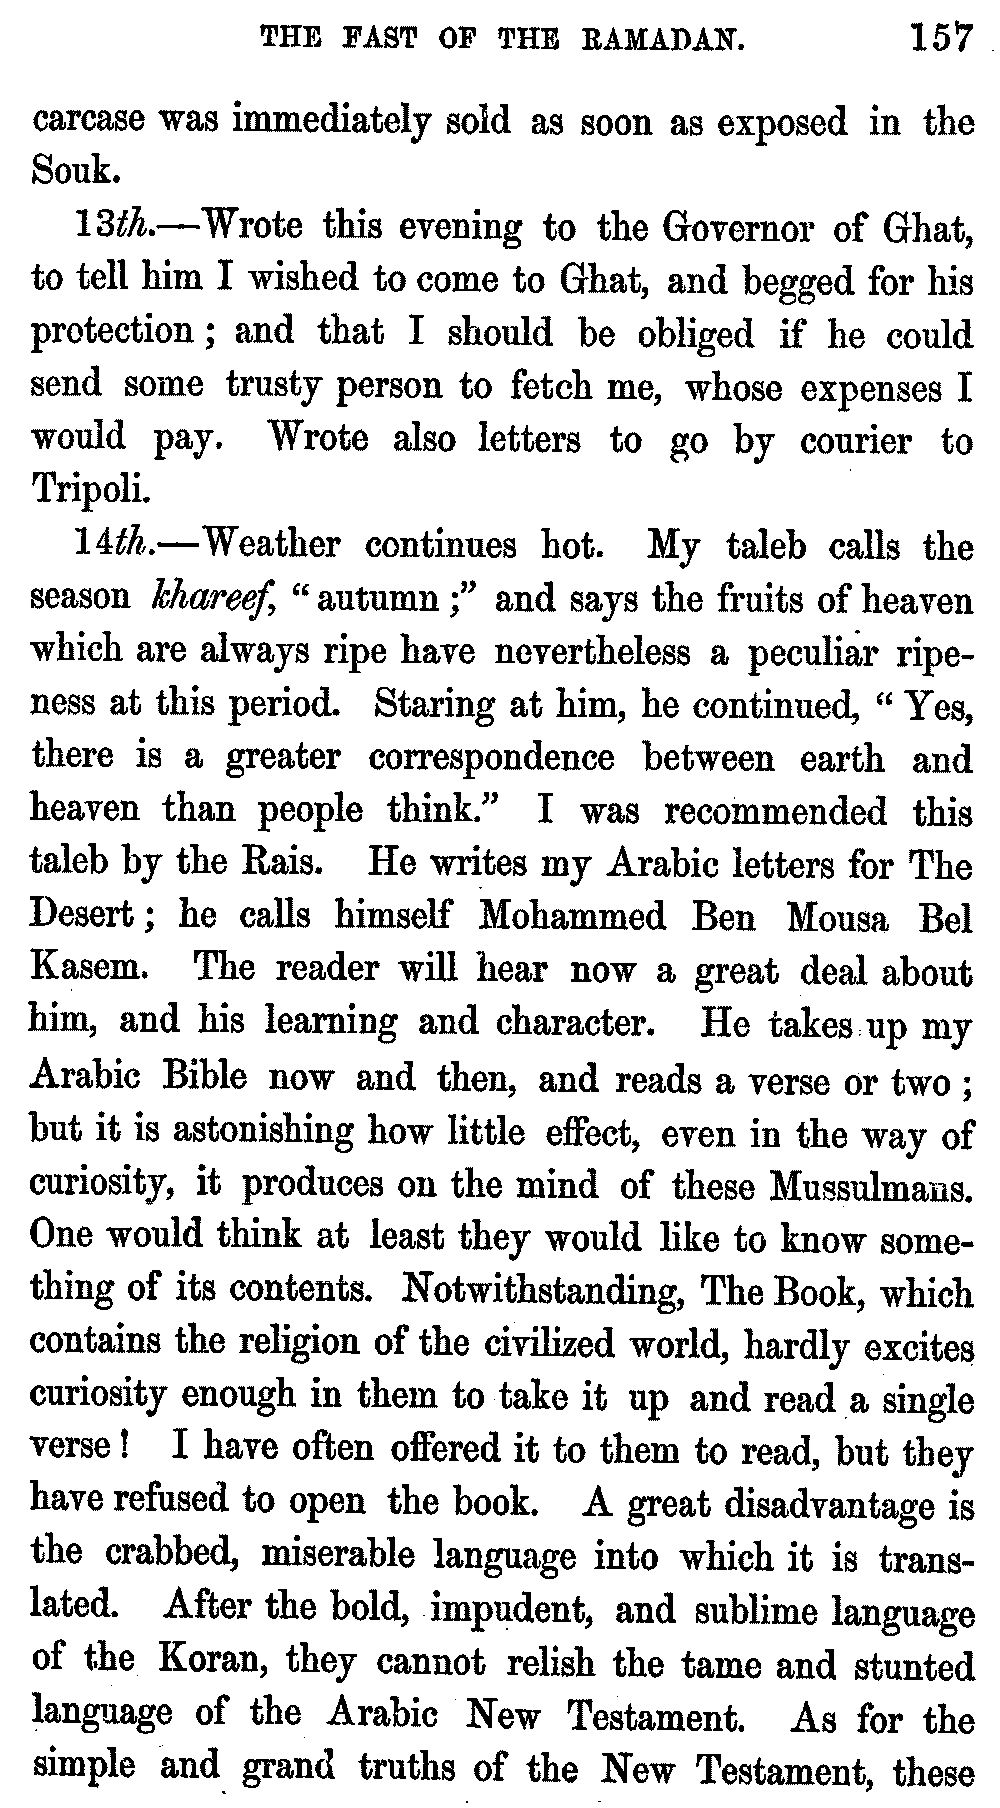 THE FAST OF THE RAMADAN. 157
carcase was immediately sold as soon as exposed in the
Souk.
13th.—Wrote this evening to the Governor of Ghat,
to tell him I wished to come to Ghat, and begged for his
protection ; and that I should be obliged if he could
send some trusty person to fetch me, whose expenses I
would pay. Wrote also letters to go by courier to
Tripoli.
14th.—Weather continues hot. My taleb calls the
season khareef, “ autumn ;” and says the fruits of heaven
which are always ripe have nevertheless a peculiar ripe-
ness at this period. Staring at him, he continued, “ Yes,
there is a greater correspondence between earth and
heaven than people think.” I was recommended this
taleb by the Rais. He writes my Arabic letters for The
Desert ; he calls himself Mohammed Ben Mousa Bel
Kasem. The reader will hear now a great deal about
him, and his learning and character. He takes up my
Arabic Bible now and then, and reads a verse or two ;
but it is astonishing how little effect, even in the way of
curiosity, it produces on the mind of these Mussulmans.
One would think at least they would like to know some-
thing of its contents. Notwithstanding, The Book, which
contains the religion of the civilized world, hardly excites
curiosity enough in them to take it up and read a single
verse ! I have often offered it to them to read, but they
have refused to open the book. A great disadvantage is
the crabbed, miserable language into which it is trans-
lated. After the bold, impudent, and sublime language
of the Koran, they cannot relish the tame and stunted
language of the Arabic New Testament. As for the
simple and grand truths of the New Testament, these